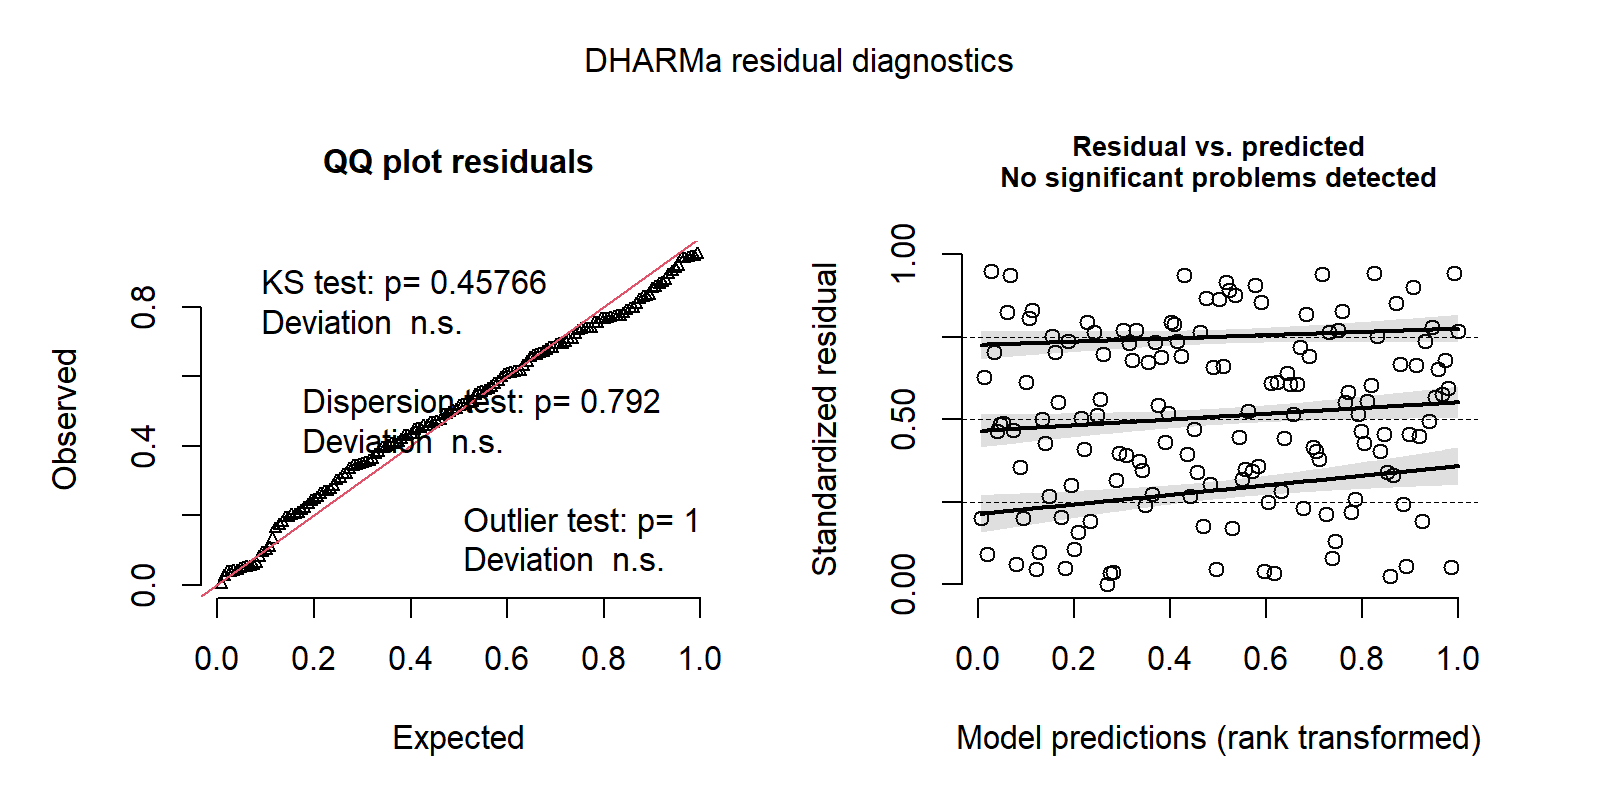 DHARMa residual diagnostics
QQ plot residuals
KS test: p= 0.45766
Deviation  n.s.
Dispersion test: p= 0.792
Deviation  n.s.
Outlier test: p= 1
Deviation  n.s.
Observed
0.0
0.4
0.8
0.0 0.2 0.4 0.6 0.8 1.0
Expected
Residual vs. predicted
No significant problems detected
Standardized residual
0.00
0.50
1.00
0.0 0.2 0.4 0.6 0.8 1.0
Model predictions (rank transformed)